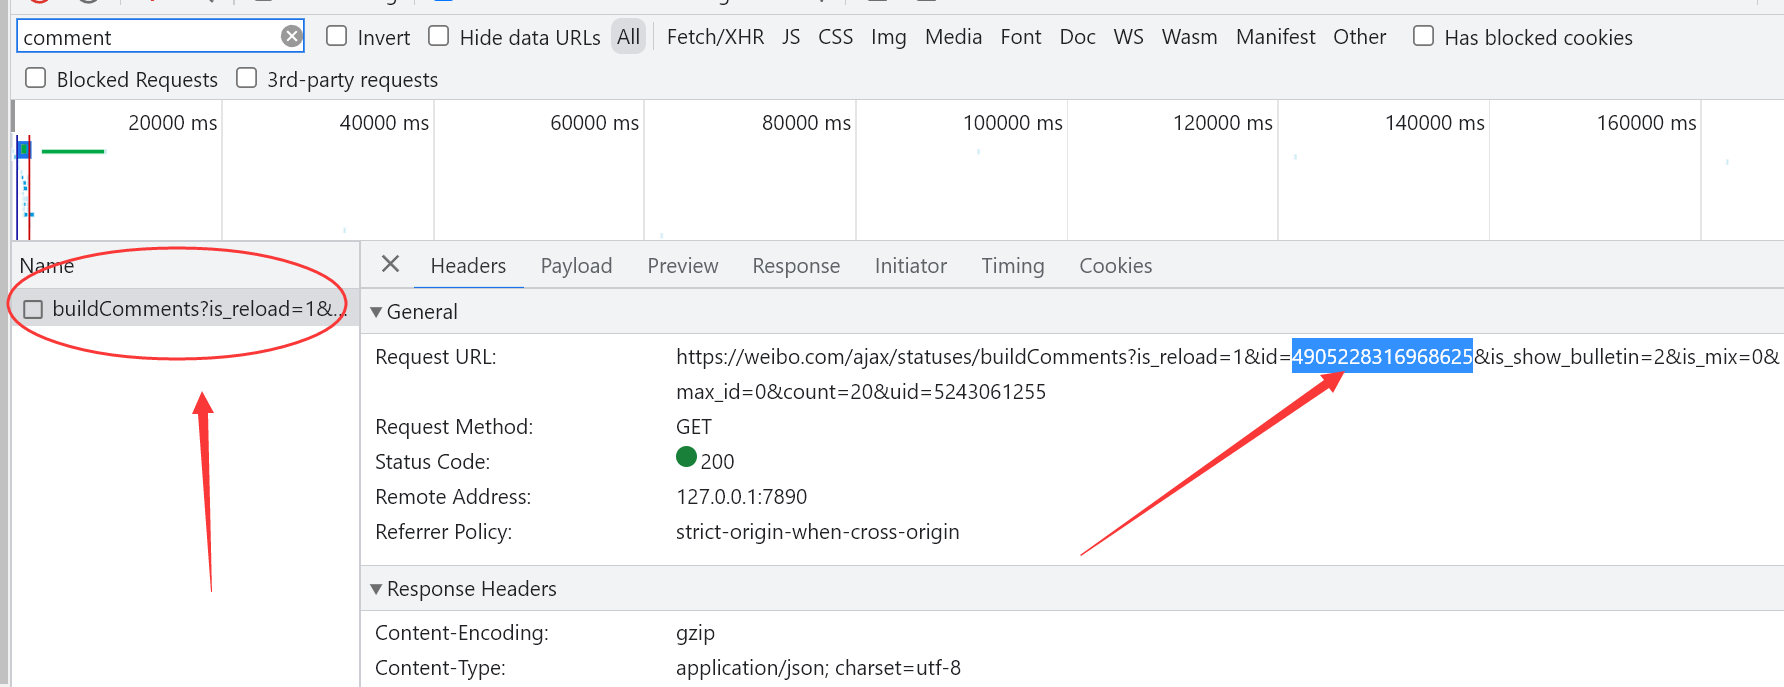 comment
Invert
Hide data URLs
All
Fetch/XHR JS CSS Img Media Font Doc WS Wasm Manifest Other
Has blocked cookies
Blocked Requests
3rd-party requests
20000 ms
40000 ms
60000 ms
80000 ms
100000 ms
120000 ms
140000 ms
160000 ms
Name
buildComments?is_reload=1&...
Headers Payload Preview Response Initiator Timing Cookies
General
Request URL: https://weibo.com/ajax/statuses/buildComments?is_reload=1&id=4905228316968625&is_show_bulletin=2&is_mix=0&
max_id=0&count=20&uid=5243061255
Request Method: GET
Status Code: 200
Remote Address: 127.0.0.1:7890
Referrer Policy: strict-origin-when-cross-origin
Response Headers
Content-Encoding: gzip
Content-Type: application/json; charset=utf-8